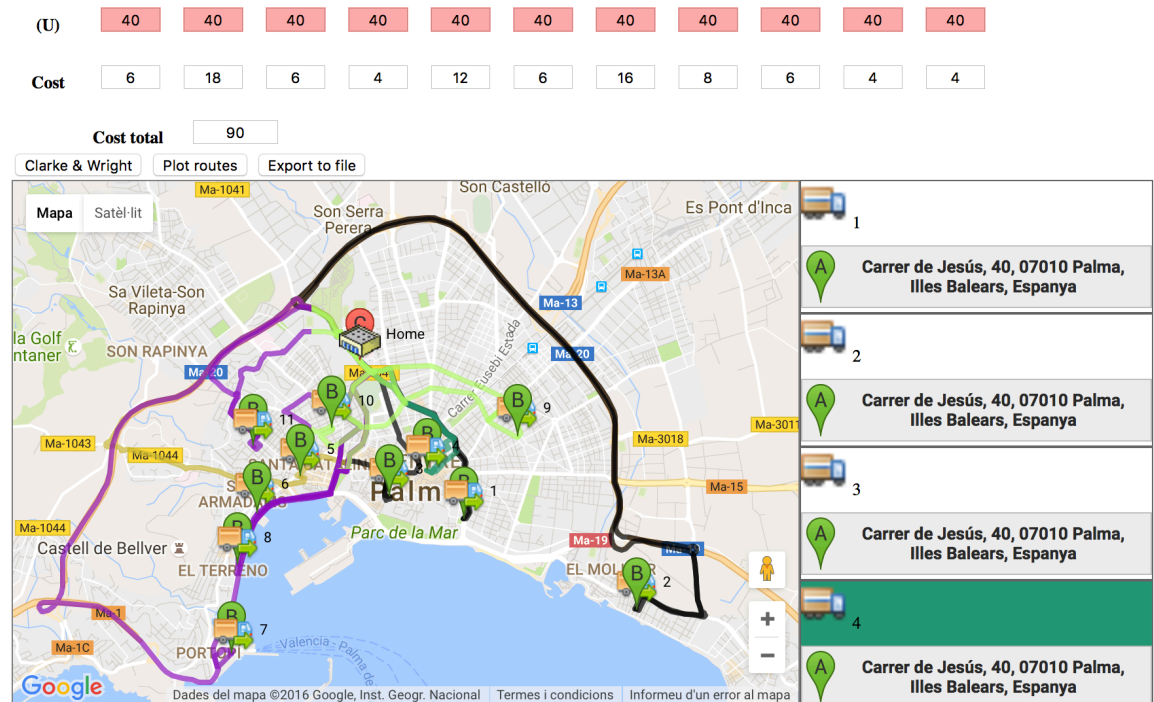 (U) 40 40 40 40 40 40 40 40 40 40 40
Cost 6 18 6 4 12 6 16 8 6 4 4
Cost total 90
Clarke & Wright Plot routes Export to file
Mapa Satèl·lit
Ma-1041
Son Castelló
Son Serra
Perera
Es Pont d'Inca
Ma-13A
Sa Vileta-Son
Rapinya
Ma-13
la Golf
ntaner
SON RAPINYA
C
Home
Ma-20
Ma-20
Carrer Eusebi Estada
B 10
B 11
B 9
B 4
B 5
Ma-1043
Ma-1044
Ma-3018
Ma-3011
B 3
B 6
B 1
Palm
Ma-15
Ma-1044
Parc de la Mar
Castell de Bellver
B 8
Ma-19
EL TERRENO
B 2
Ma-1
B 7
Ma-1C
Valencia - Palma de
Google
Dades del mapa ©2016 Google, Inst. Geogr. Nacional Termes i condicions Informeu d'un error al mapa
1
A Carrer de Jesús, 40, 07010 Palma,
Illes Balears, Espanya
2
A Carrer de Jesús, 40, 07010 Palma,
Illes Balears, Espanya
3
A Carrer de Jesús, 40, 07010 Palma,
Illes Balears, Espanya
4
A Carrer de Jesús, 40, 07010 Palma,
Illes Balears, Espanya